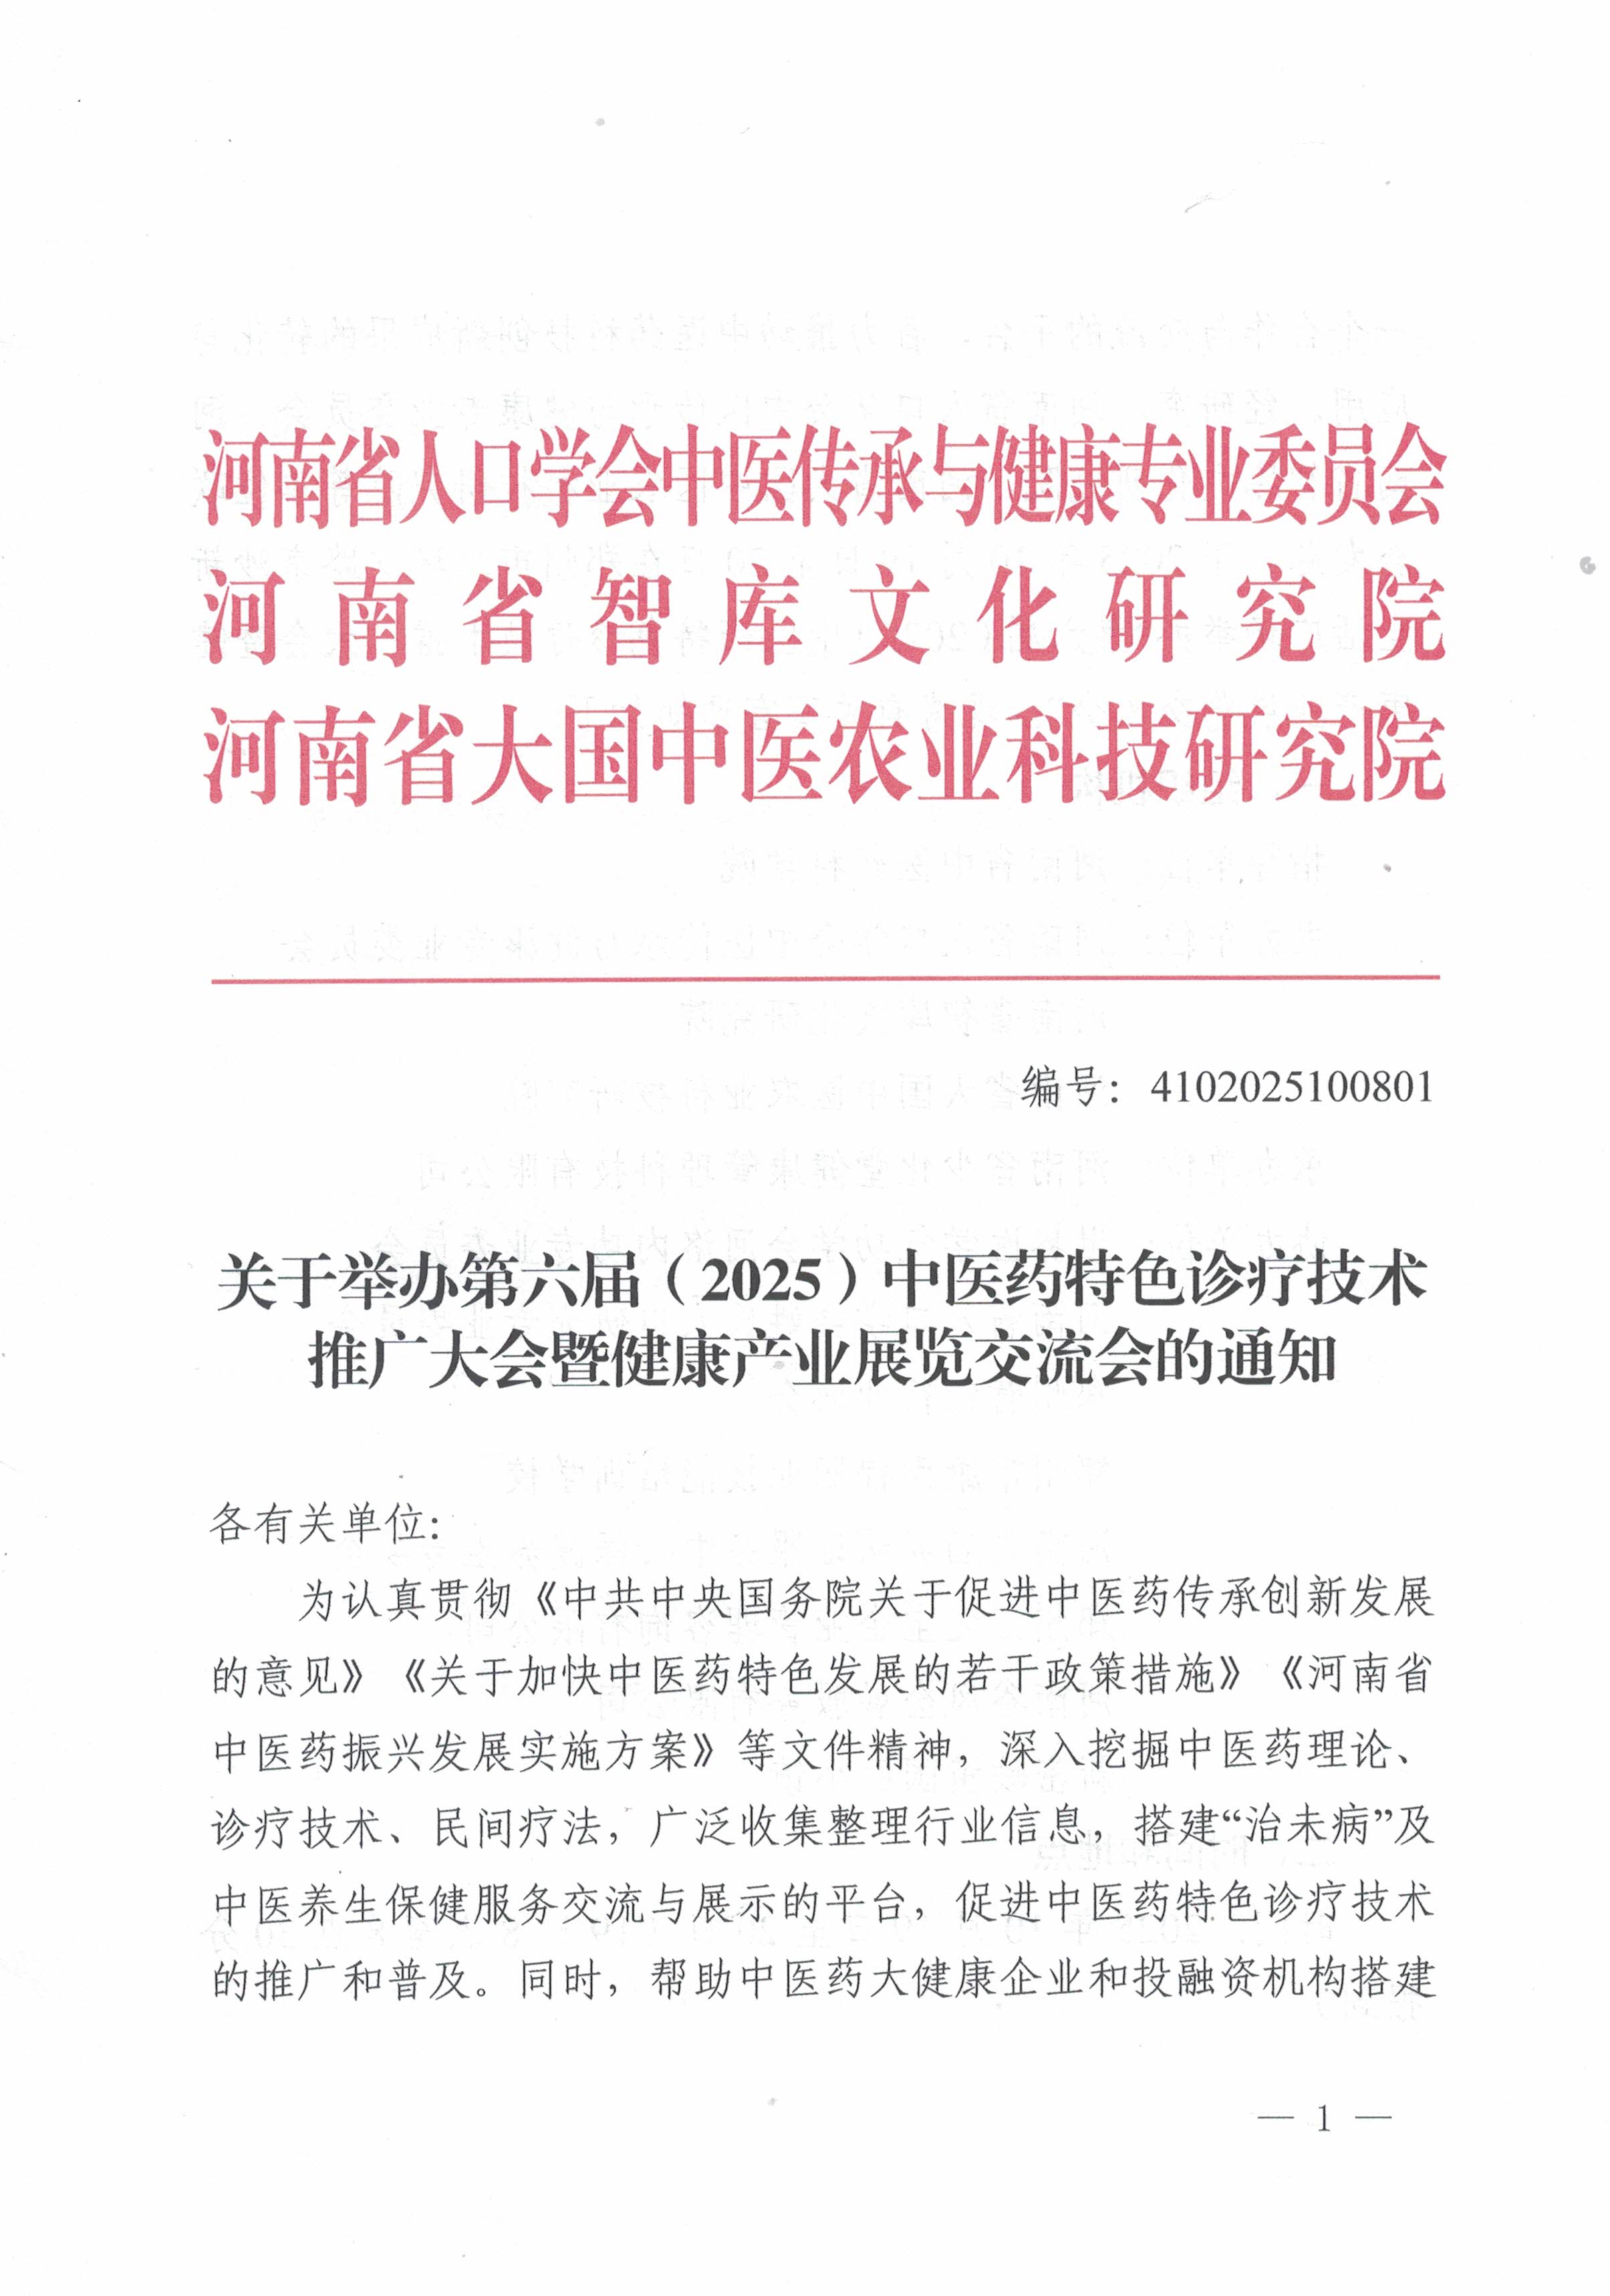 河南省人口学会中医传承与健康专业委员会
河南省智库文化研究院
河南省大国中医农业科技研究院
编号：4102025100801
关于举办第六届（2025）中医药特色诊疗技术
推广大会暨健康产业展览交流会的通知
各有关单位：
为认真贯彻《中共中央国务院关于促进中医药传承创新发展
的意见》《关于加快中医药特色发展的若干政策措施》《河南省
中医药振兴发展实施方案》等文件精神，深入挖掘中医药理论、
诊疗技术、民间疗法，广泛收集整理行业信息，搭建“治未病”及
中医养生保健服务交流与展示的平台，促进中医药特色诊疗技术
的推广和普及。同时，帮助中医药大健康企业和投融资机构搭建
— 1 —